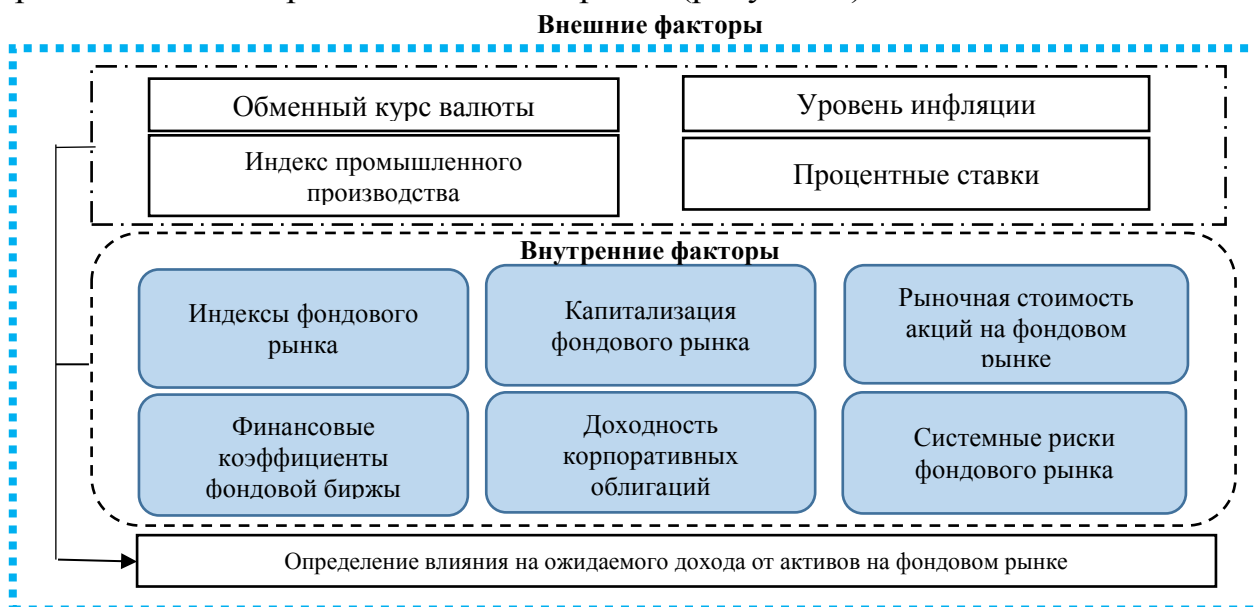 Внешние факторы
Обменный курс валюты
Уровень инфляции
Индекс промышленного
производства
Процентные ставки
Внутренние факторы
Индексы фондового
рынка
Капитализация
фондового рынка
Рыночная стоимость
акций на фондовом
рынке
Финансовые
коэффициенты
фондовой биржы
Доходность
корпоративных
облигаций
Системные риски
фондового рынка
Определение влияния на ожидаемого дохода от активов на фондовом рынке